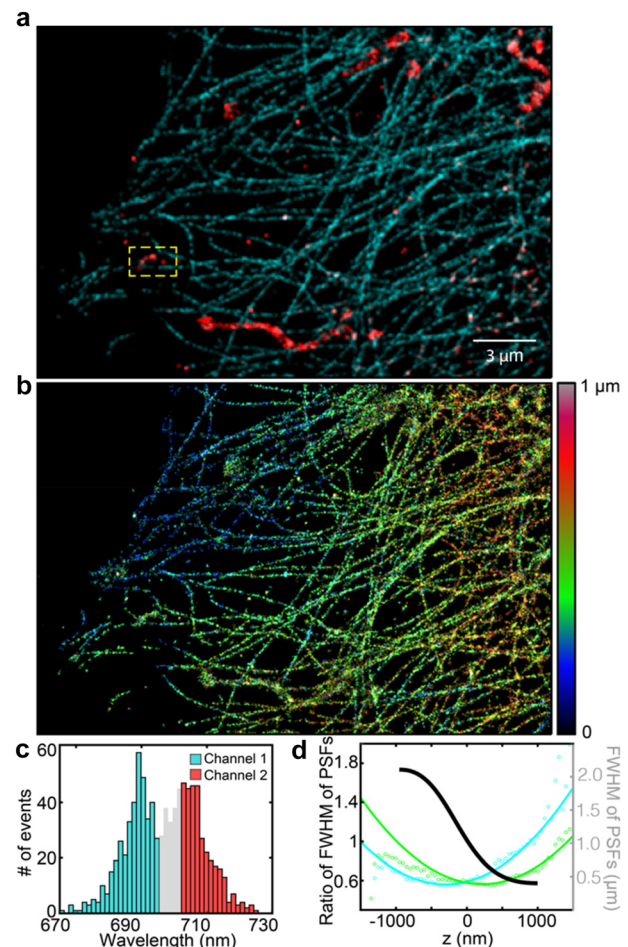 a
3 μm
b
1 μm
0
c
60
40
20
0
# of events
Channel 1
Channel 2
670
690
710
730
Wavelength (nm)
d
1.8
1.4
1
0.6
Ratio of FWHM of PSFs
2.0
1.5
1.0
0.5
FWHM of PSFs (μm)
-1000
0
1000
z (nm)